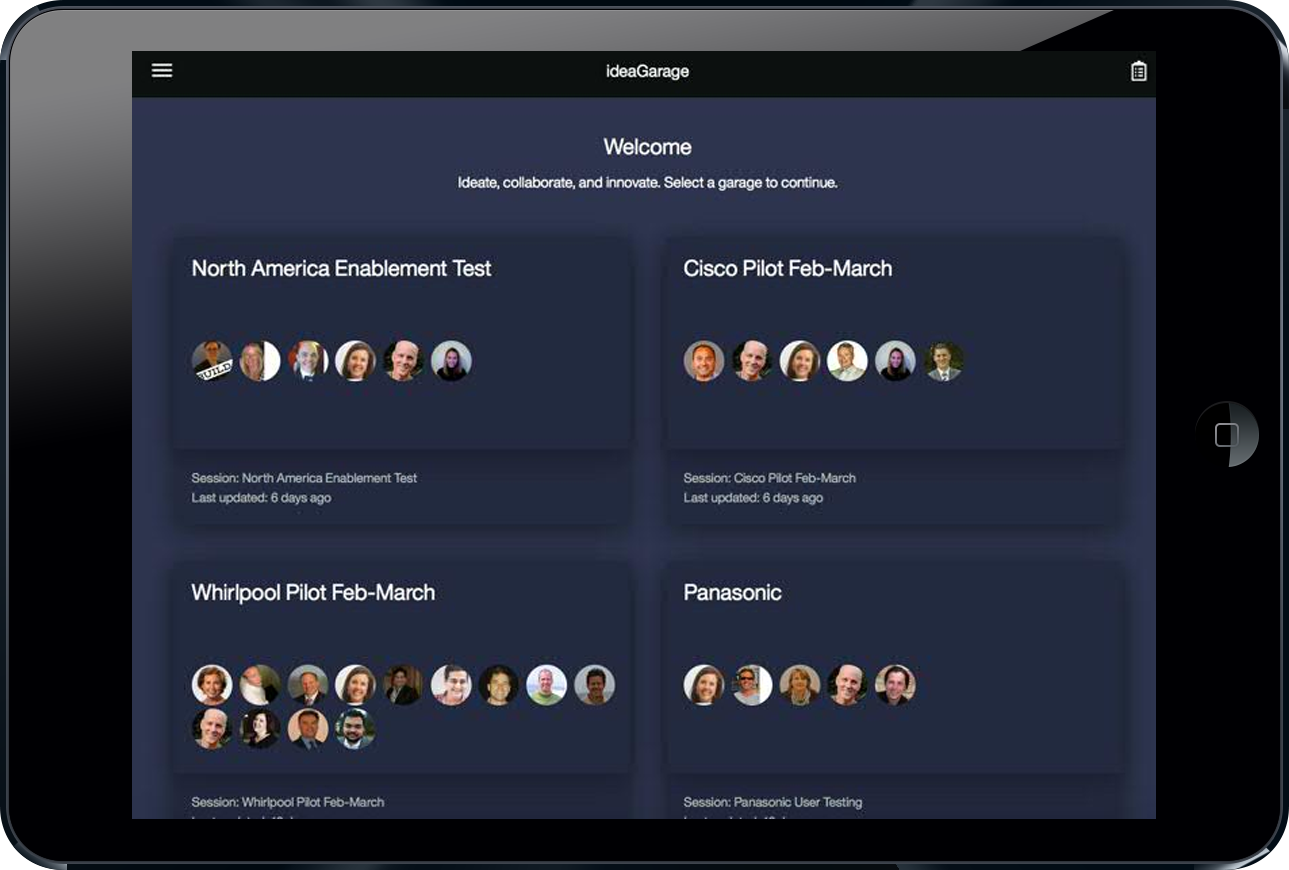 ideaGarage
Welcome
Ideate, collaborate, and innovate. Select a garage to continue.
North America Enablement Test
BUILD
Session: North America Enablement Test
Last updated: 6 days ago
Cisco Pilot Feb-March
Session: Cisco Pilot Feb-March
Last updated: 6 days ago
Whirlpool Pilot Feb-March
Session: Whirlpool Pilot Feb-March
Panasonic
Session: Panasonic User Testing